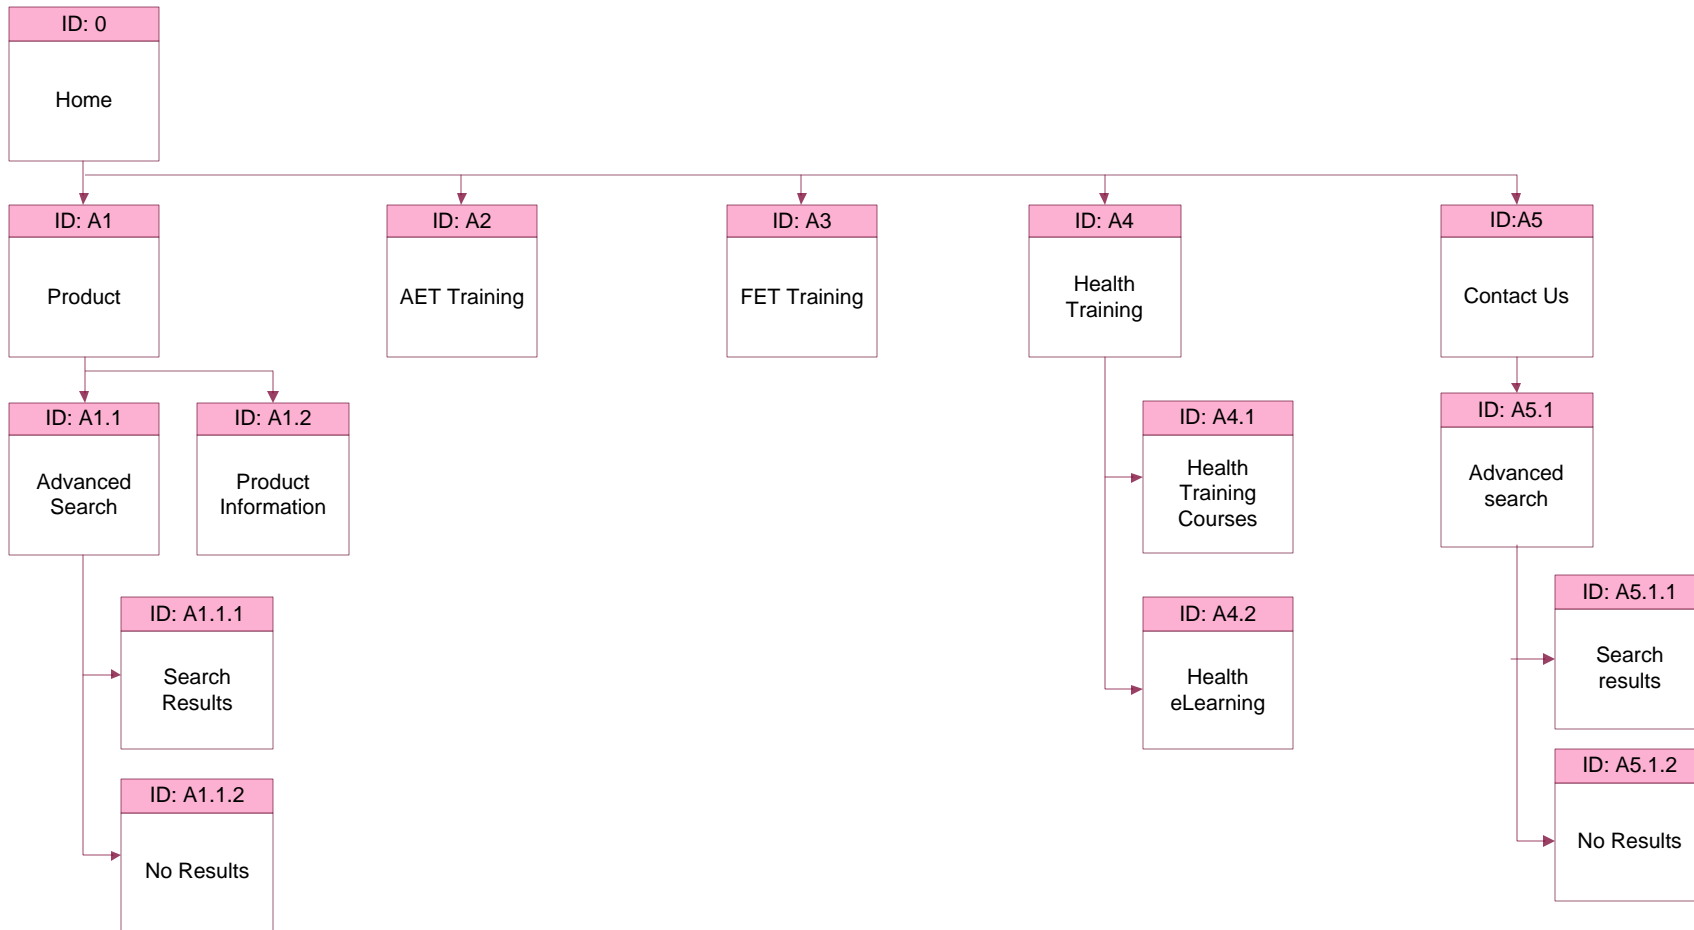 ID: 0
Home
ID: A1
Product
ID: A2
AET Training
ID: A3
FET Training
ID: A4
Health
Training
ID:A5
Contact Us
ID: A1.1
Advanced
Search
ID: A1.2
Product
Information
ID: A4.1
Health
Training
Courses
ID: A5.1
Advanced
search
ID: A1.1.1
Search
Results
ID: A4.2
Health
eLearning
ID: A5.1.1
Search
results
ID: A1.1.2
No Results
ID: A5.1.2
No Results